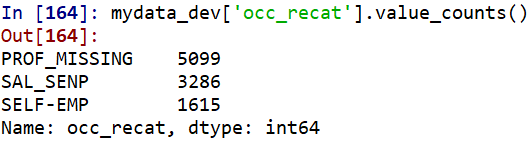 In [164]: mydata_dev['occ_recat'].value_counts()
Out[164]:
PROF_MISSING    5099
SAL_SENP        3286
SELF-EMP        1615
Name: occ_recat, dtype: int64